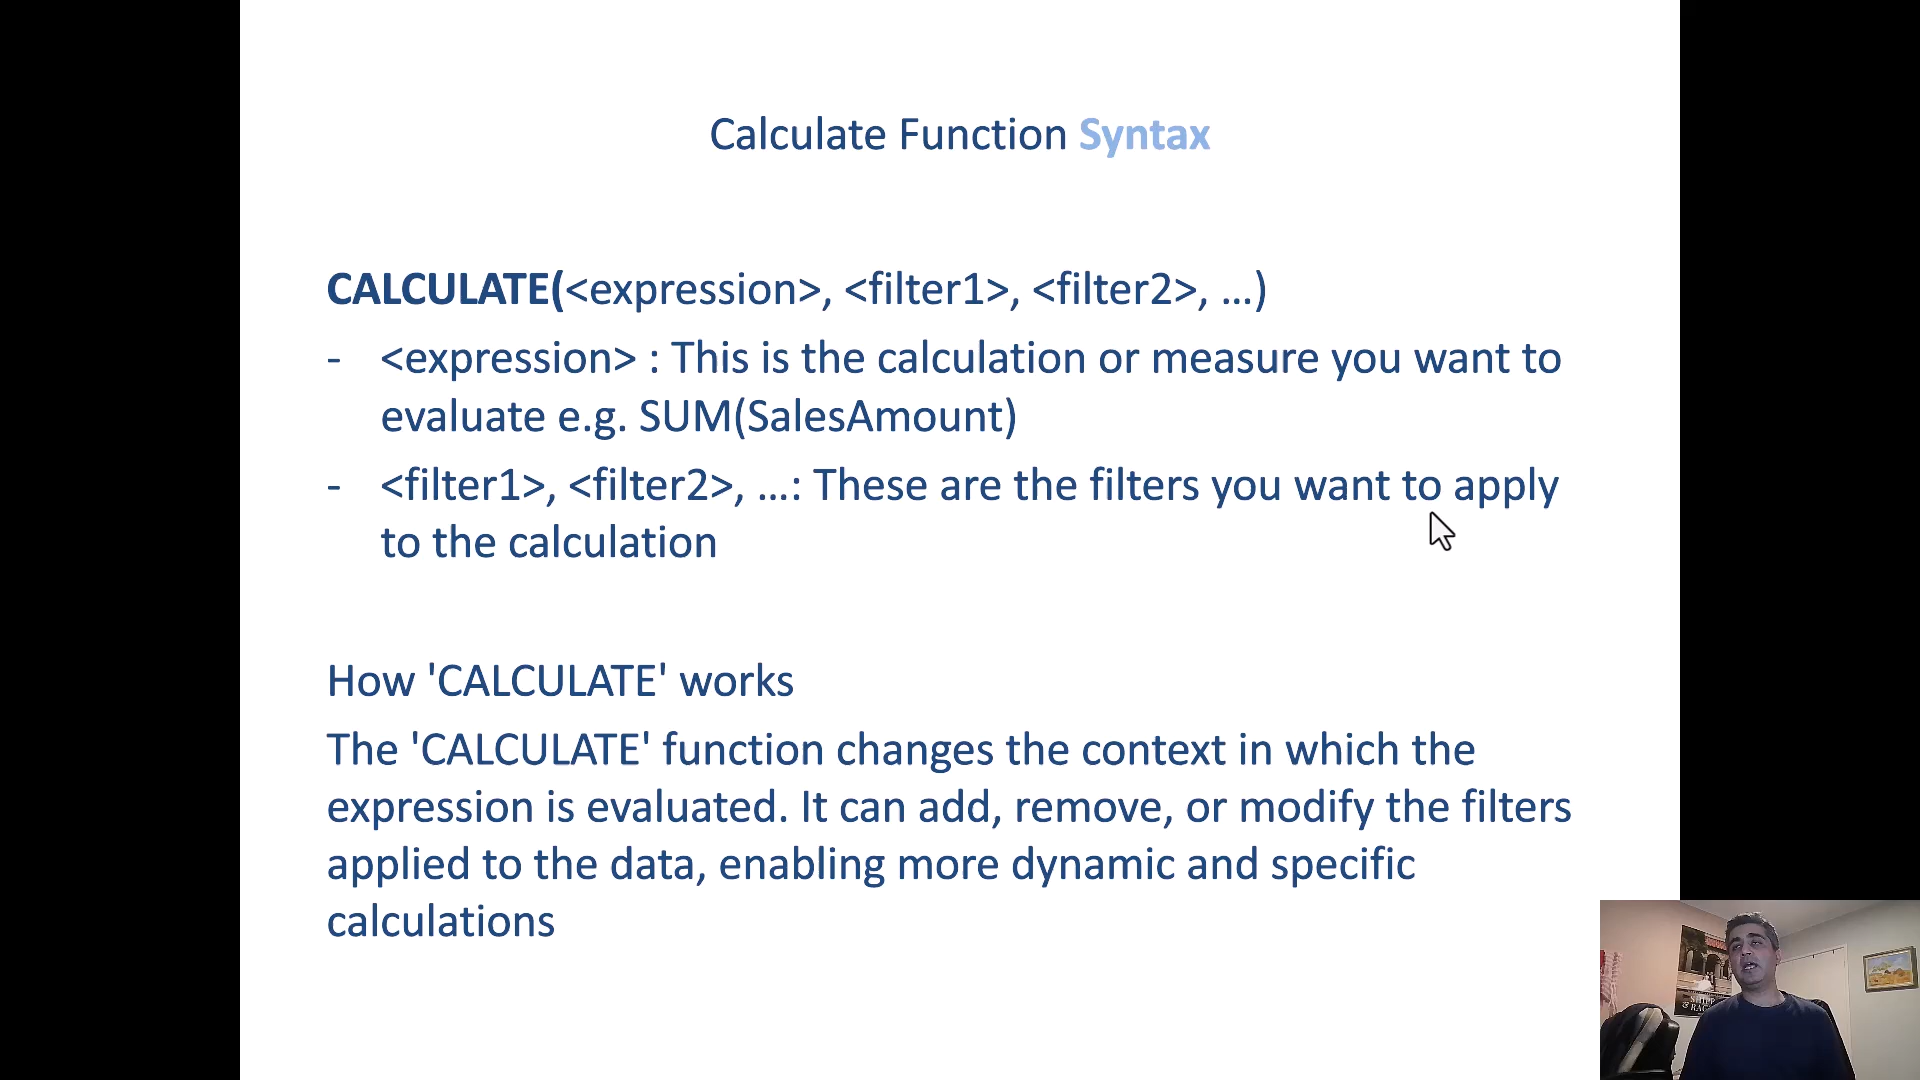 Calculate Function Syntax
CALCULATE(<expression>, <filter1>, <filter2>, ...)
- <expression> : This is the calculation or measure you want to
evaluate e.g. SUM(SalesAmount)
- <filter1>, <filter2>, ...: These are the filters you want to apply
to the calculation
How 'CALCULATE' works
The 'CALCULATE' function changes the context in which the
expression is evaluated. It can add, remove, or modify the filters
applied to the data, enabling more dynamic and specific
calculations